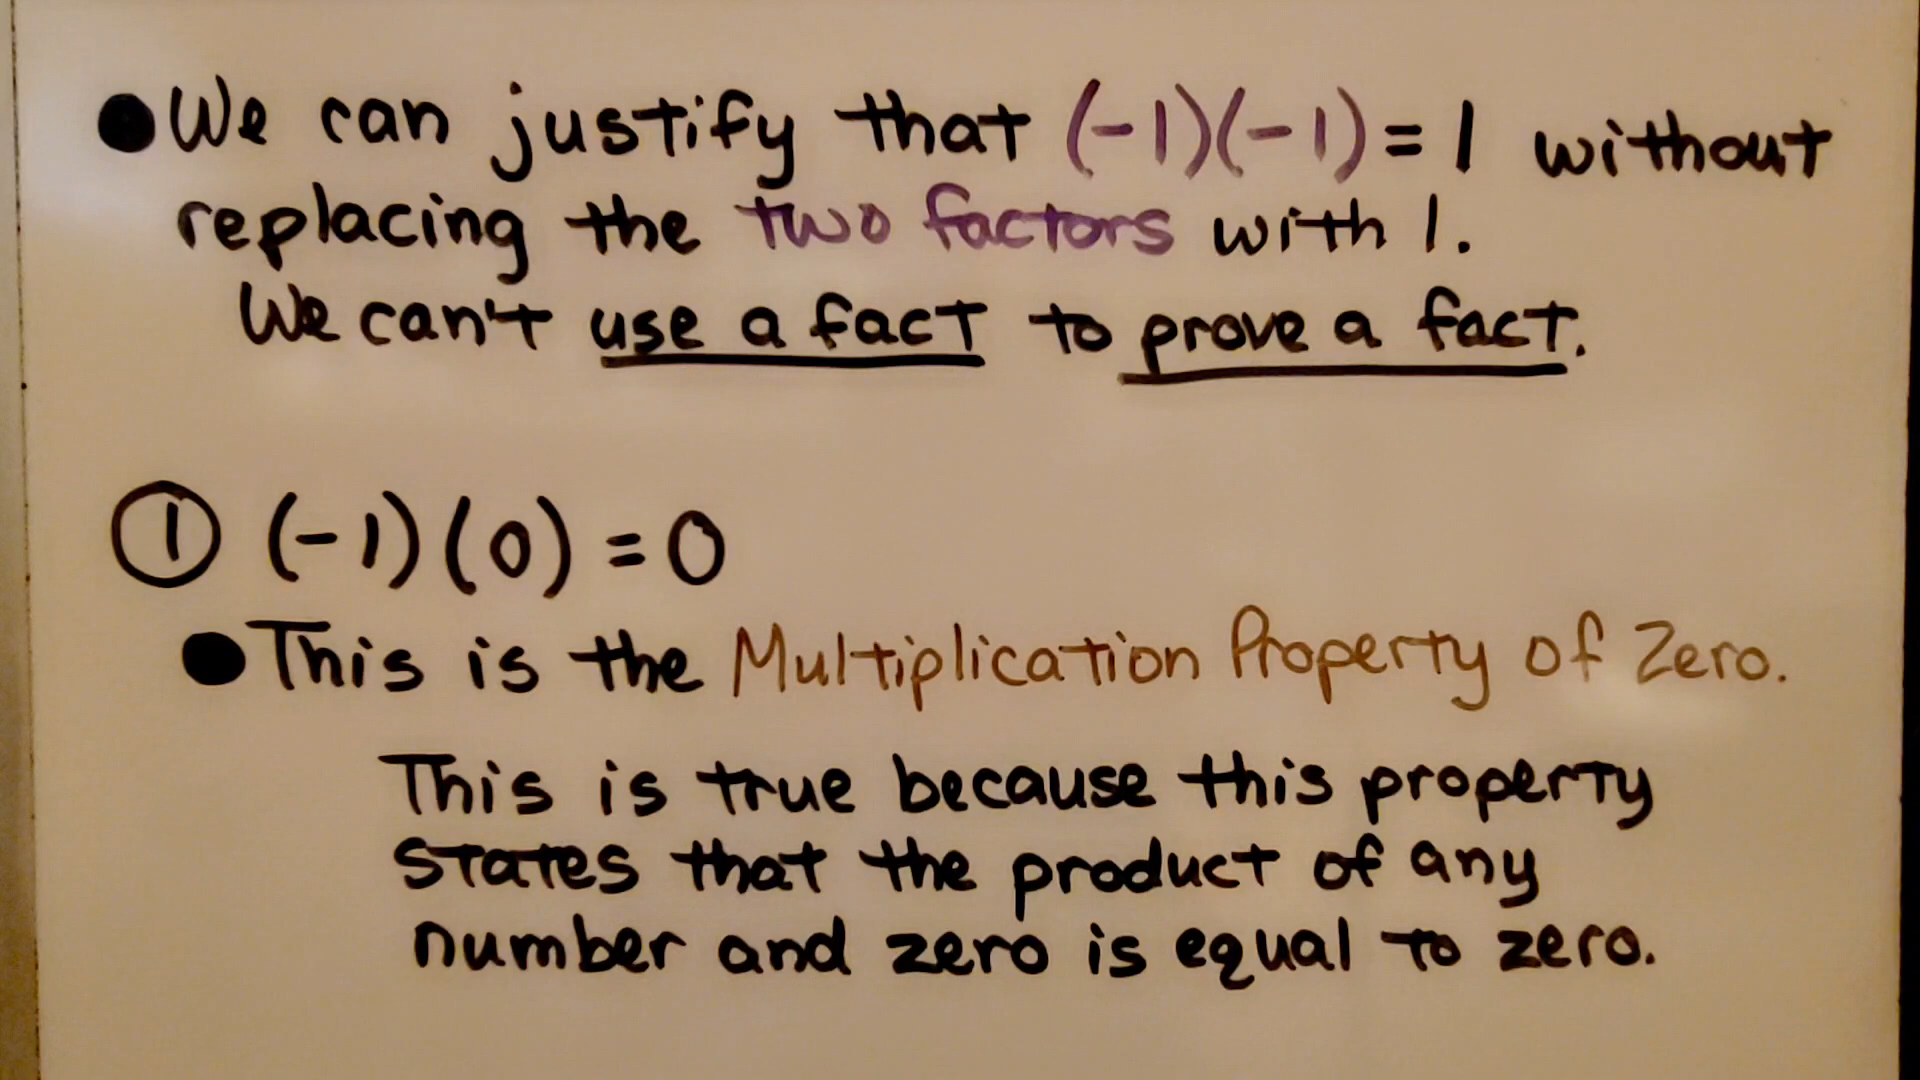 ● We can justify that (-1)(-1) = 1 without
replacing the two factors with 1.
We can't use a fact to prove a fact.
① (-1)(0) = 0
● This is the Multiplication Property of Zero.
This is true because this property
states that the product of any
number and zero is equal to zero.